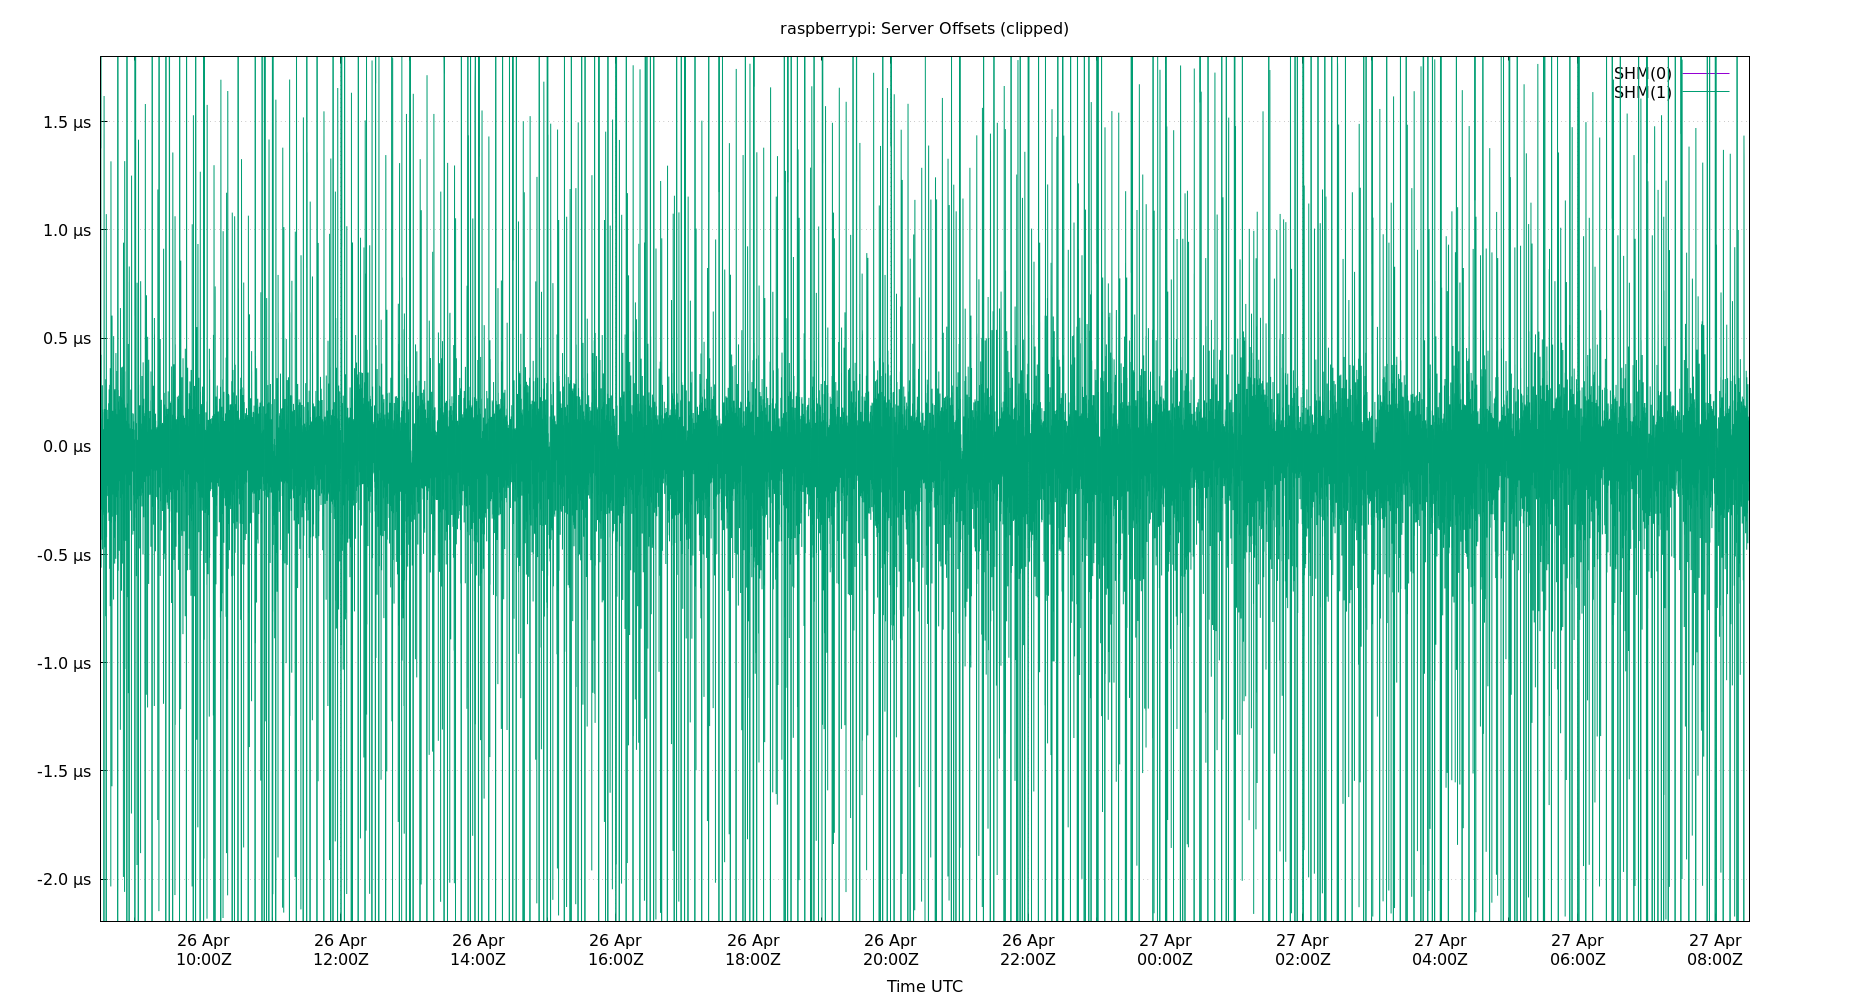 raspberrypi: Server Offsets (clipped)
SHM(0)
SHM(1)
1.5 µs
1.0 µs
0.5 µs
0.0 µs
-0.5 µs
-1.0 µs
-1.5 µs
-2.0 µs
26 Apr 26 Apr 26 Apr 26 Apr 26 Apr 26 Apr 26 Apr 27 Apr 27 Apr 27 Apr 27 Apr 27 Apr
10:00Z 12:00Z 14:00Z 16:00Z 18:00Z 20:00Z 22:00Z 00:00Z 02:00Z 04:00Z 06:00Z 08:00Z
Time UTC